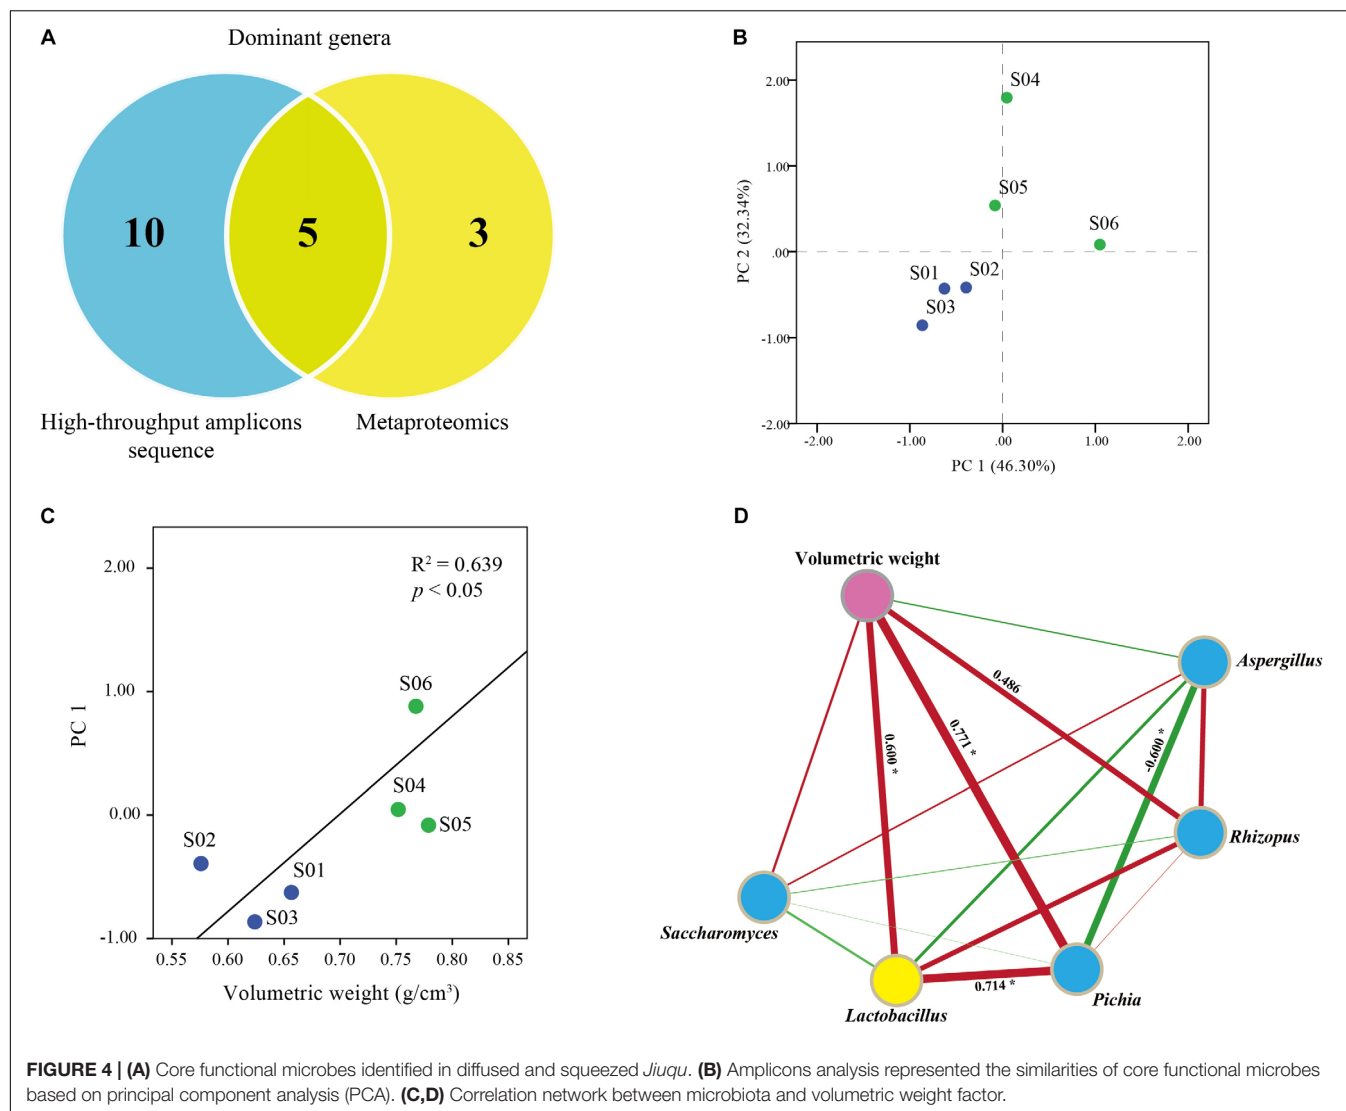 A
Dominant genera
10
5
3
High-throughput amplicons
sequence
Metaproteomics
B
2.00
1.00
.00
-1.00
-2.00
PC 2 (32.34%)
S04
S05
S06
S01
S02
S03
-2.00
-1.00
.00
1.00
2.00
PC 1 (46.30%)
C
2.00
1.00
0.00
-1.00
PC 1
R² = 0.639
p < 0.05
S06
S04
S05
S02
S01
S03
0.55
0.60
0.65
0.70
0.75
0.80
0.85
Volumetric weight (g/cm³)
D
Volumetric weight
Aspergillus
0.486
0.771 *
0.600 *
-0.600 *
Rhizopus
Saccharomyces
0.714 *
Pichia
Lactobacillus
FIGURE 4 | (A) Core functional microbes identified in diffused and squeezed Jiuqu. (B) Amplicons analysis represented the similarities of core functional microbes
based on principal component analysis (PCA). (C,D) Correlation network between microbiota and volumetric weight factor.